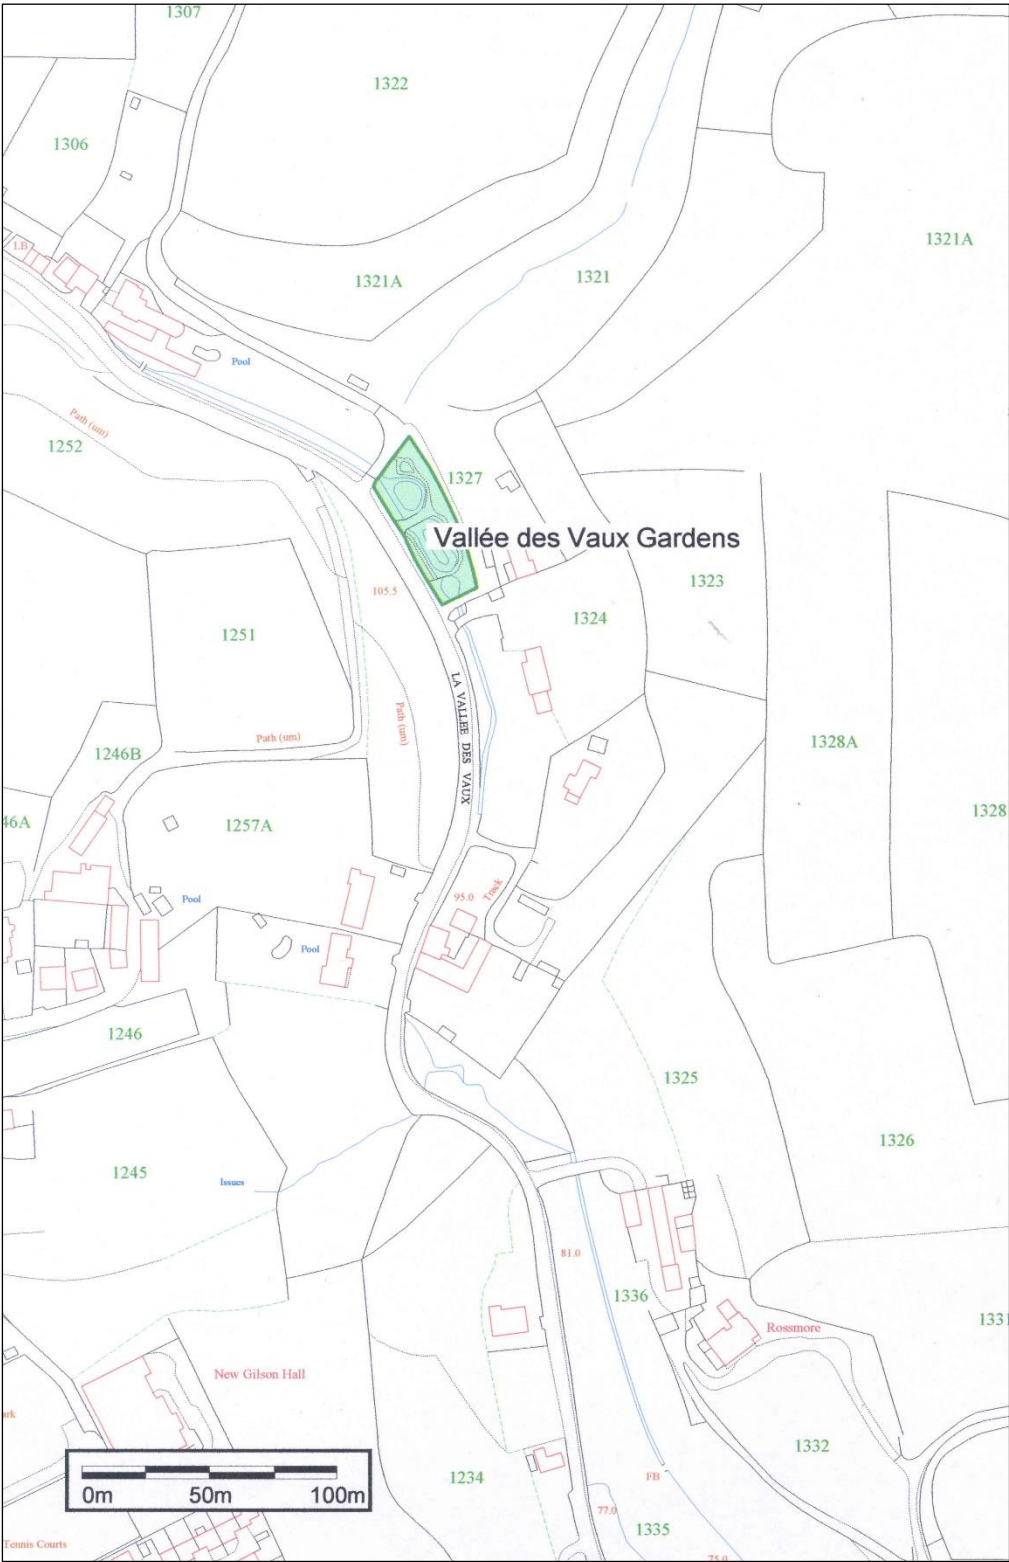 1307
1322
1306
1321A
LB
1321A
1321
Pool
Path (um)
1252
1327
Vallée des Vaux Gardens
1323
105.5
1324
1251
LA VALLEE DES VAUX
Path (um)
Path (um)
1246B
1328A
46A
1257A
1328
95.0
Track
Pool
Pool
1246
1325
1326
1245
Issues
81.0
1336
1331
Rossmore
New Gilson Hall
ark
1332
1234
FB
0m 50m 100m
77.0
1335
Tennis Courts
75.0